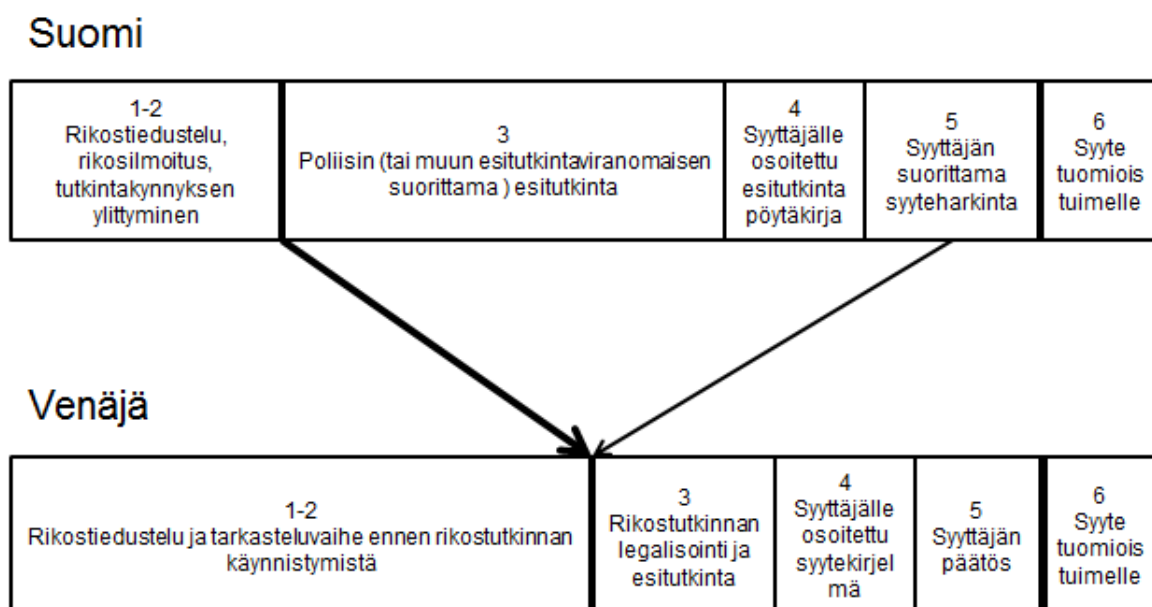 Suomi
1-2
Rikostiedustelu,
rikosilmoitus,
tutkintakynnyksen
ylittyminen
3
Poliisin (tai muun esitutkintaviranomaisen
suorittama ) esitutkinta
4
Syyttäjälle
osoitettu
esitutkinta
pöytäkirja
5
Syyttäjän
suorittama
syyteharkinta
6
Syyte
tuomiois
tuimelle
Venäjä
1-2
Rikostiedustelu ja tarkasteluvaihe ennen rikostutkinnan
käynnistymistä
3
Rikostutkinnan
legalisointi ja
esitutkinta
4
Syyttäjälle
osoitettu
syytekirjel
mä
5
Syyttäjän
päätös
6
Syyte
tuomiois
tuimelle